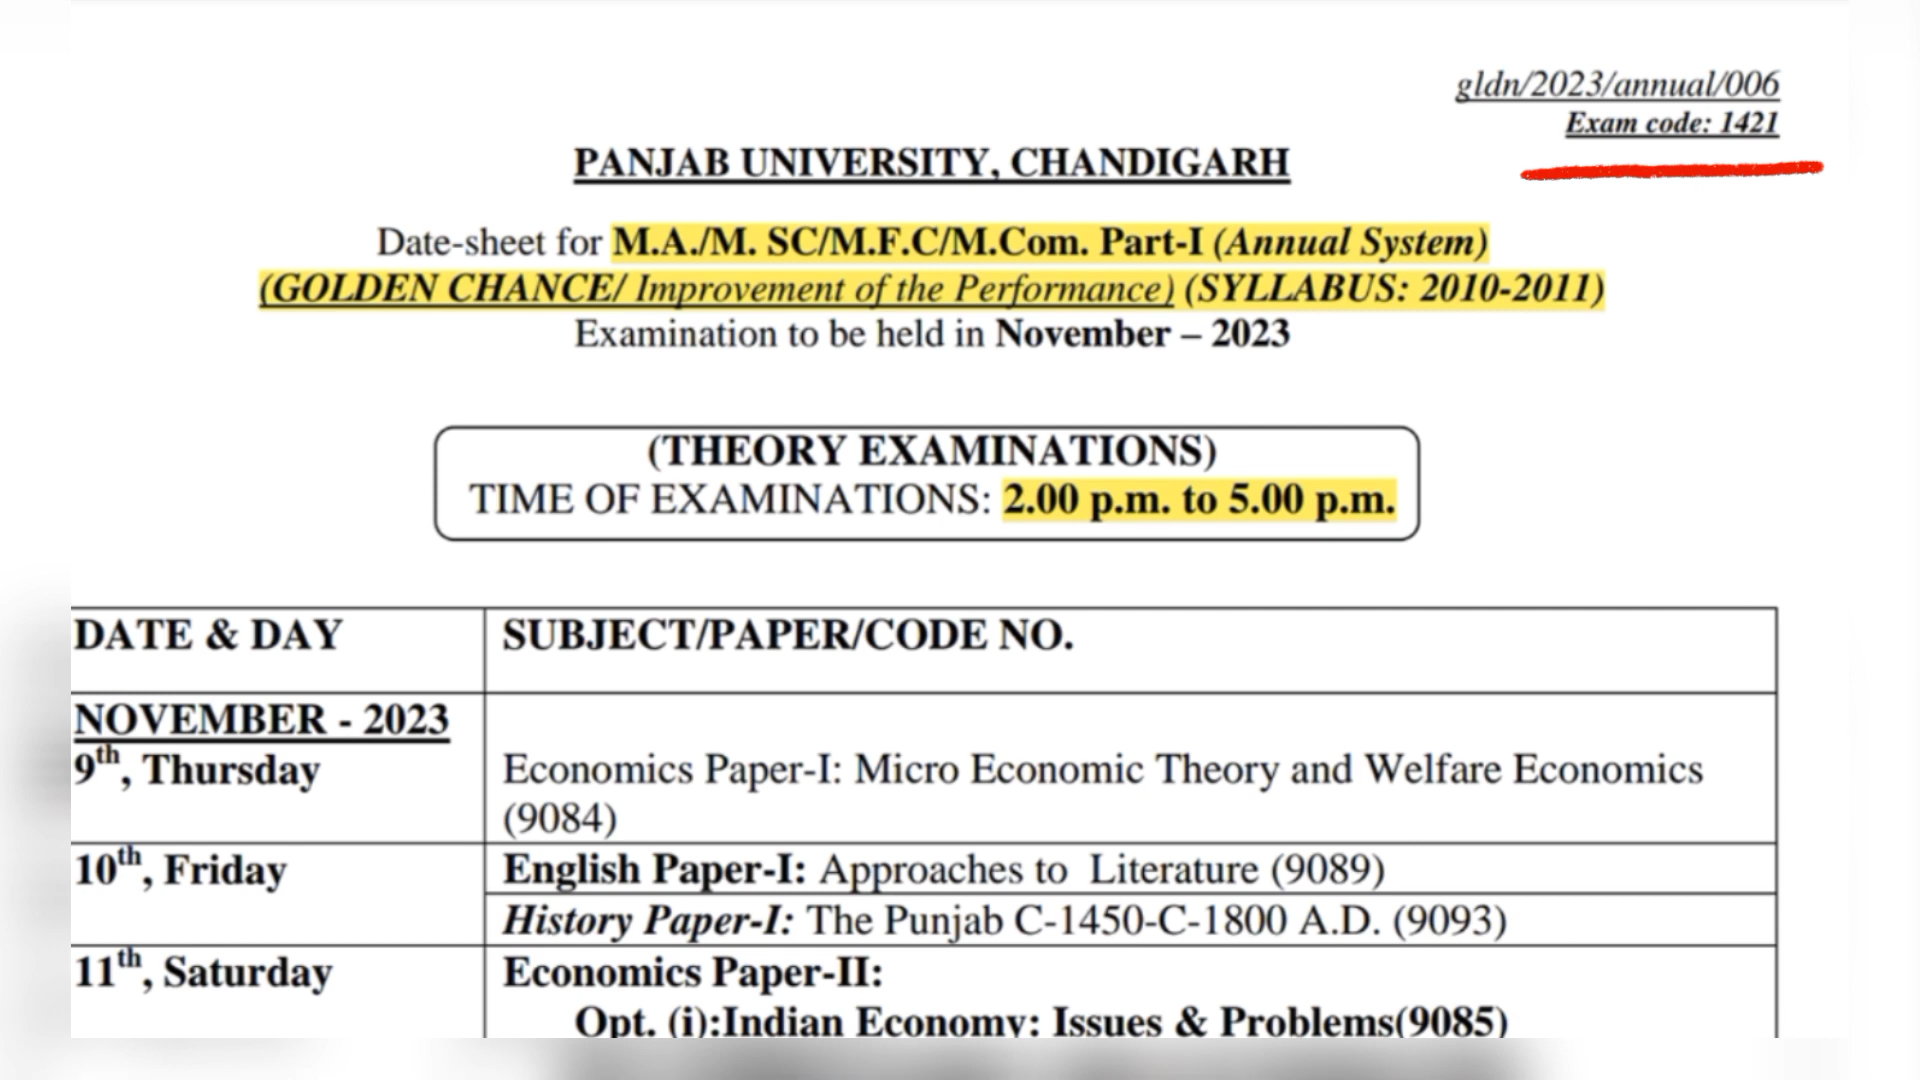 gldn/2023/annual/006
Exam code: 1421
PANJAB UNIVERSITY, CHANDIGARH
Date-sheet for M.A./M. SC/M.F.C/M.Com. Part-I (Annual System)
(GOLDEN CHANCE/ Improvement of the Performance) (SYLLABUS: 2010-2011)
Examination to be held in November – 2023
(THEORY EXAMINATIONS)
TIME OF EXAMINATIONS: 2.00 p.m. to 5.00 p.m.
DATE & DAY
SUBJECT/PAPER/CODE NO.
NOVEMBER - 2023
9th, Thursday
Economics Paper-I: Micro Economic Theory and Welfare Economics
(9084)
10th, Friday
English Paper-I: Approaches to Literature (9089)
History Paper-I: The Punjab C-1450-C-1800 A.D. (9093)
11th, Saturday
Economics Paper-II:
Opt. (i):Indian Economy: Issues & Problems(9085)